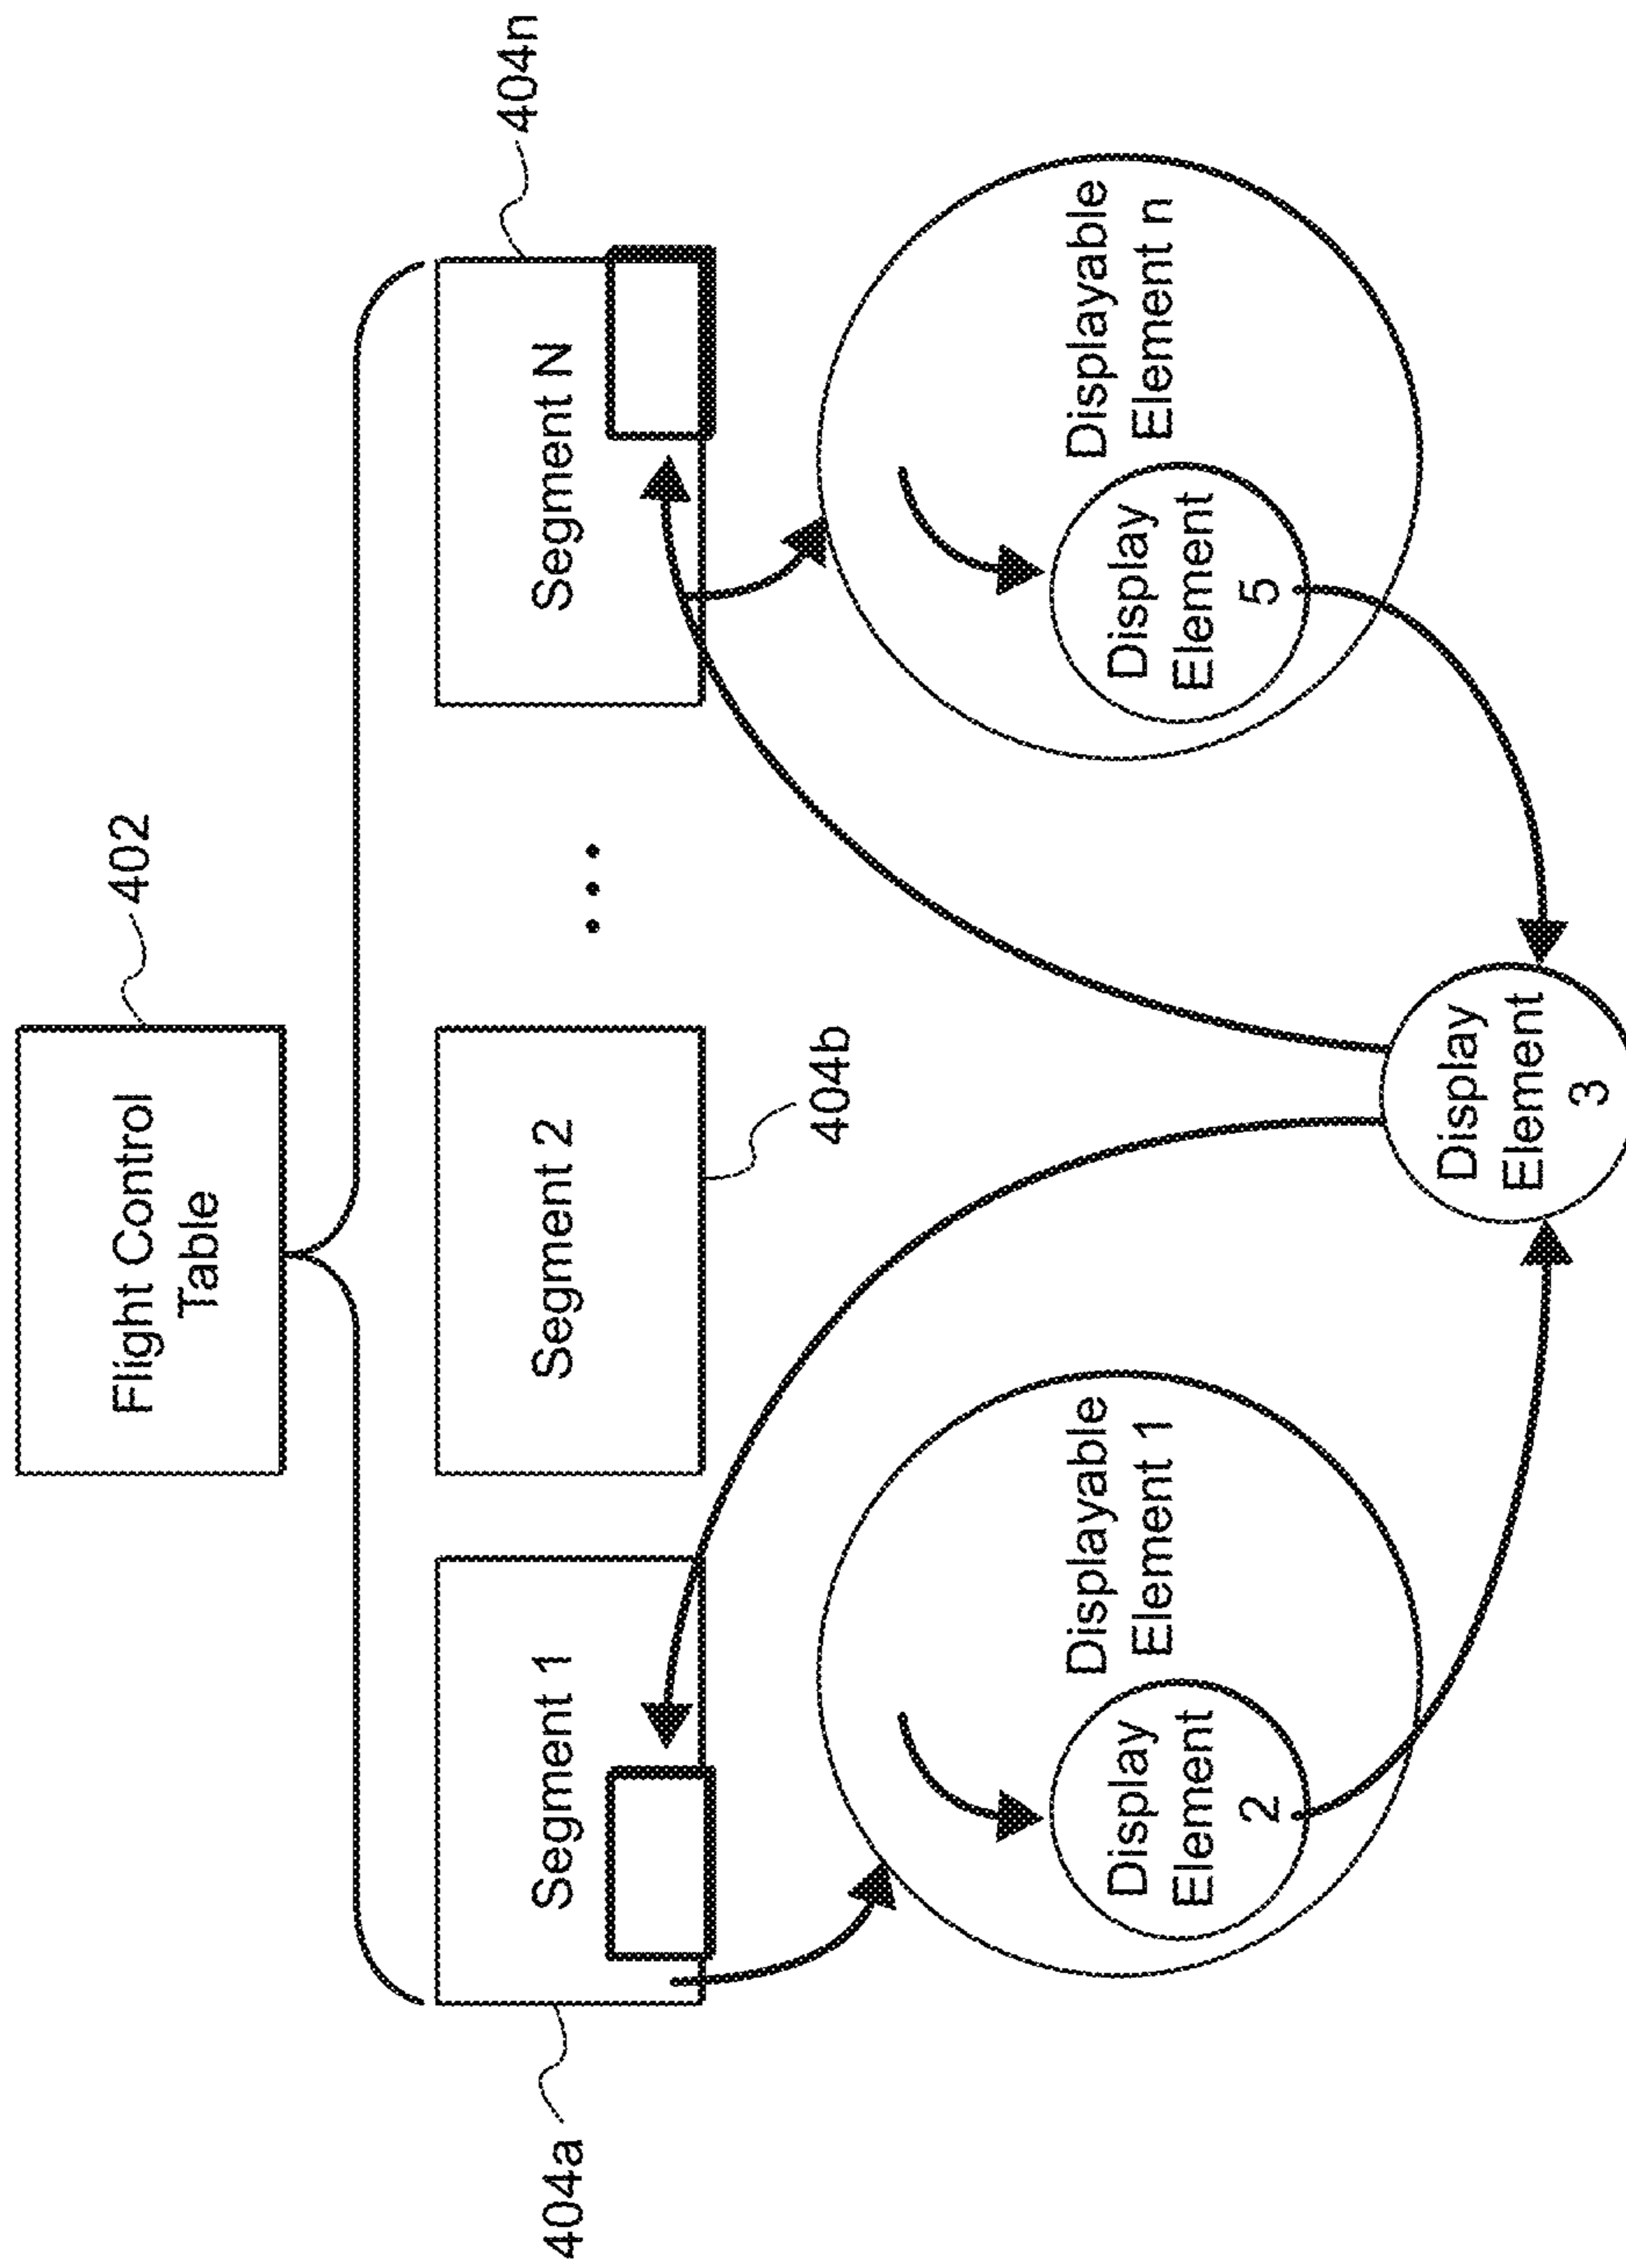 Flight Control
Table
402
404a
Segment 1
Segment 2
404b
...
Segment N
404n
Displayable
Element 1
Display
Element
2
Displayable
Element n
Display
Element
5
Display
Element
3